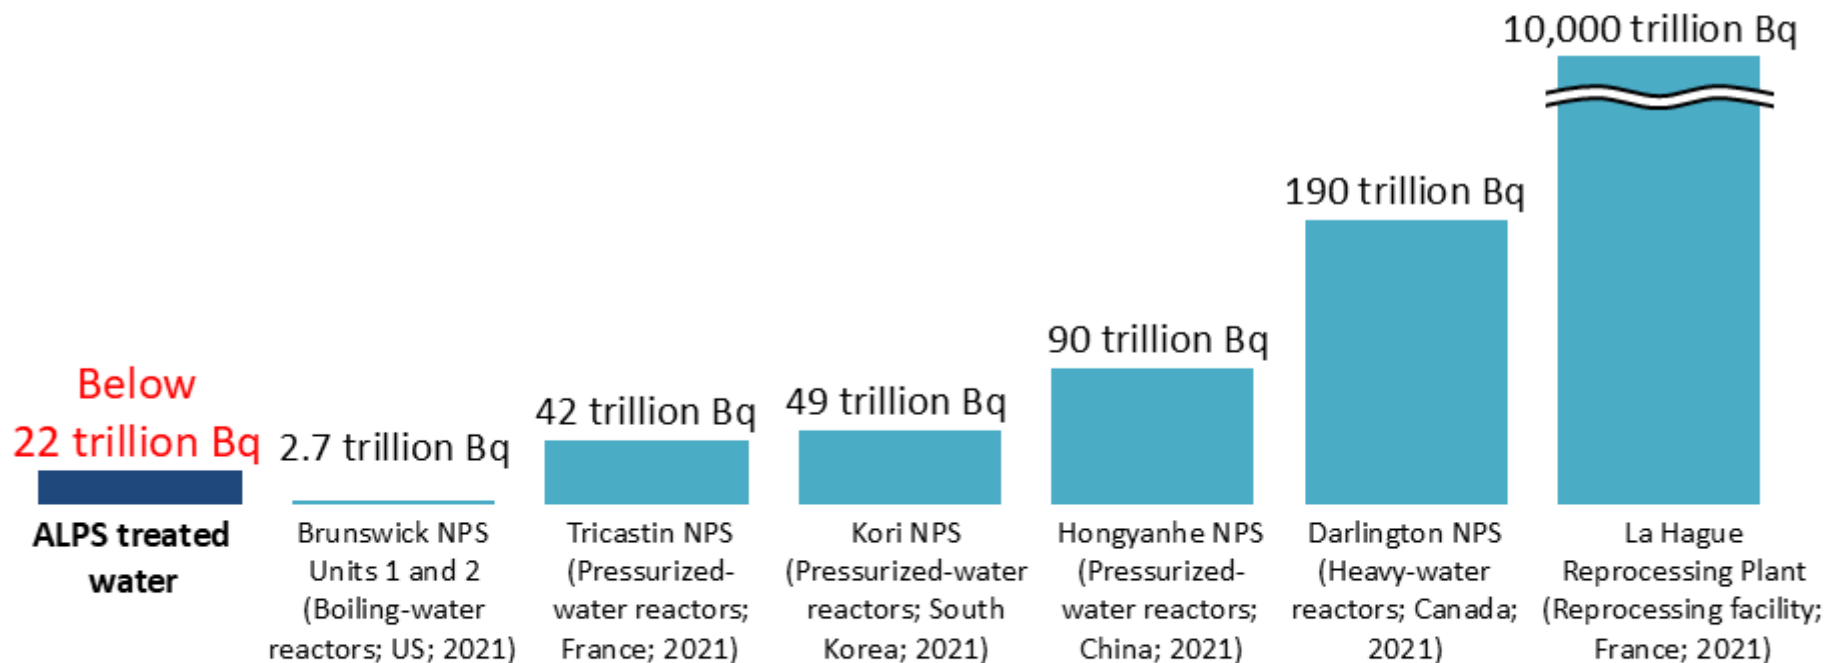 Below
22 trillion Bq
ALPS treated
water
2.7 trillion Bq
Brunswick NPS
Units 1 and 2
(Boiling-water
reactors; US; 2021)
42 trillion Bq
Tricastin NPS
(Pressurized-
water reactors;
France; 2021)
49 trillion Bq
Kori NPS
(Pressurized-water
reactors; South
Korea; 2021)
90 trillion Bq
Hongyanhe NPS
(Pressurized-
water reactors;
China; 2021)
190 trillion Bq
Darlington NPS
(Heavy-water
reactors; Canada;
2021)
10,000 trillion Bq
La Hague
Reprocessing Plant
(Reprocessing facility;
France; 2021)